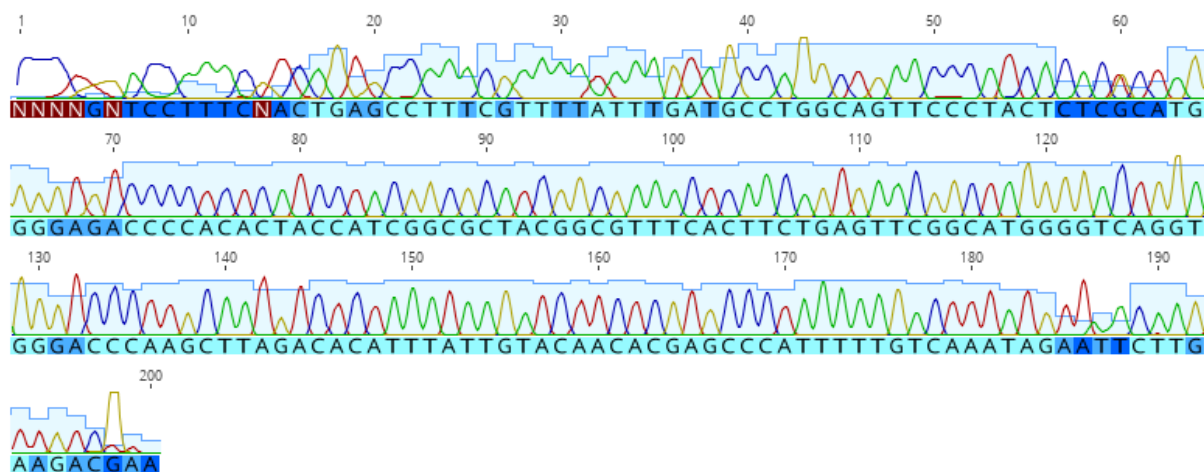 1 10 20 30 40 50 60
NNNNGNTCCTTTCNACTGAGCCTTTCGTTTTATTTGATGCCTGGCAGTTCCCTACTCTCGCATG
70 80 90 100 110 120
GGGAGACCCCACACTACCATCGGCGCTACGGCGTTTCACTTCTGAGTTCGGCATGGGGTCAGGT
130 140 150 160 170 180 190
GGGACCCAAGCTTAGACACATTTATTGTACAACACGAGCCCATTTTTGTCAAATAGAATTCTTG
200
AAGACGAA